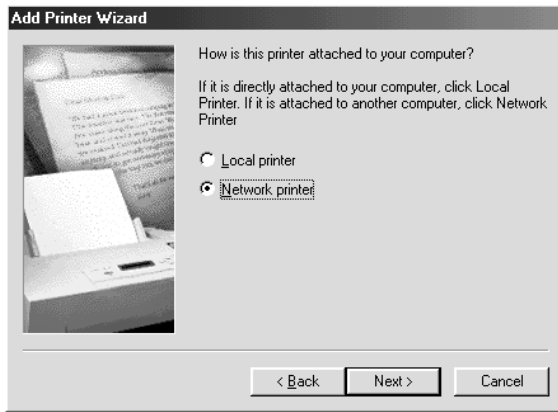 Add Printer Wizard
How is this printer attached to your computer?
If it is directly attached to your computer, click Local
Printer. If it is attached to another computer, click Network
Printer
Local printer
Network printer
< Back
Next >
Cancel